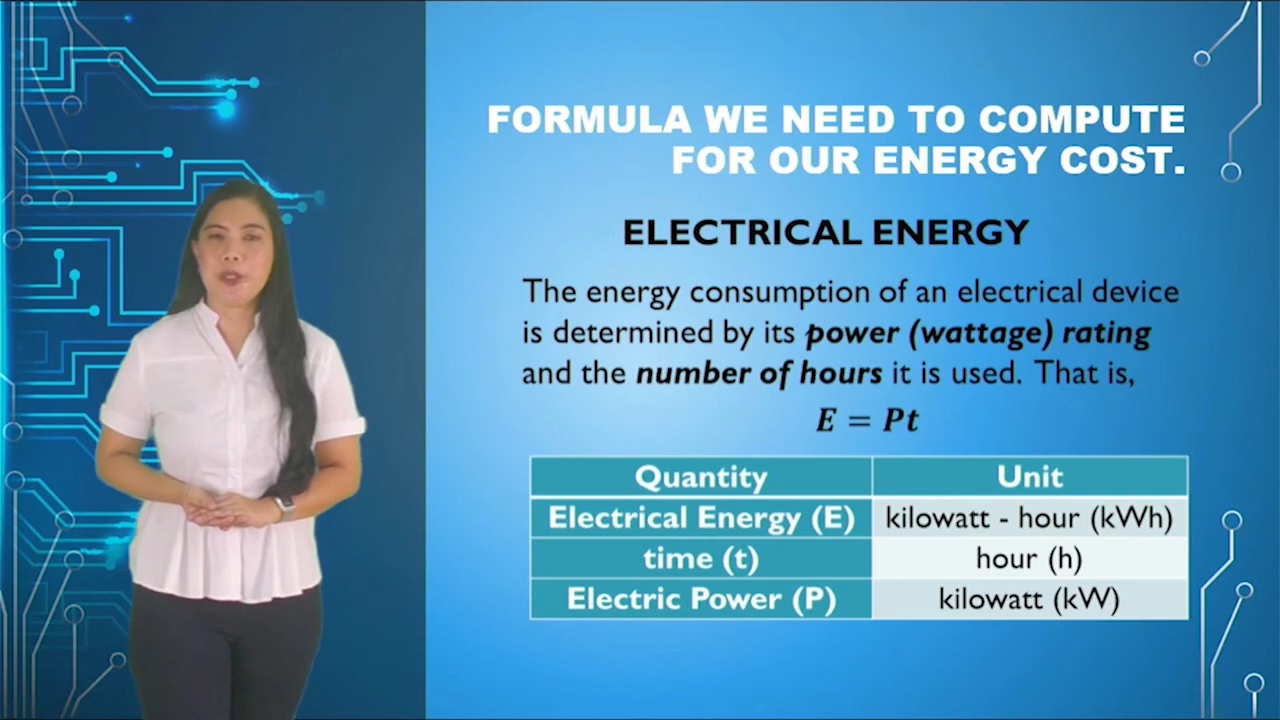 FORMULA WE NEED TO COMPUTE
FOR OUR ENERGY COST.
ELECTRICAL ENERGY
The energy consumption of an electrical device
is determined by its power (wattage) rating
and the number of hours it is used. That is,
E = Pt
Quantity Unit
Electrical Energy (E) kilowatt - hour (kWh)
time (t) hour (h)
Electric Power (P) kilowatt (kW)